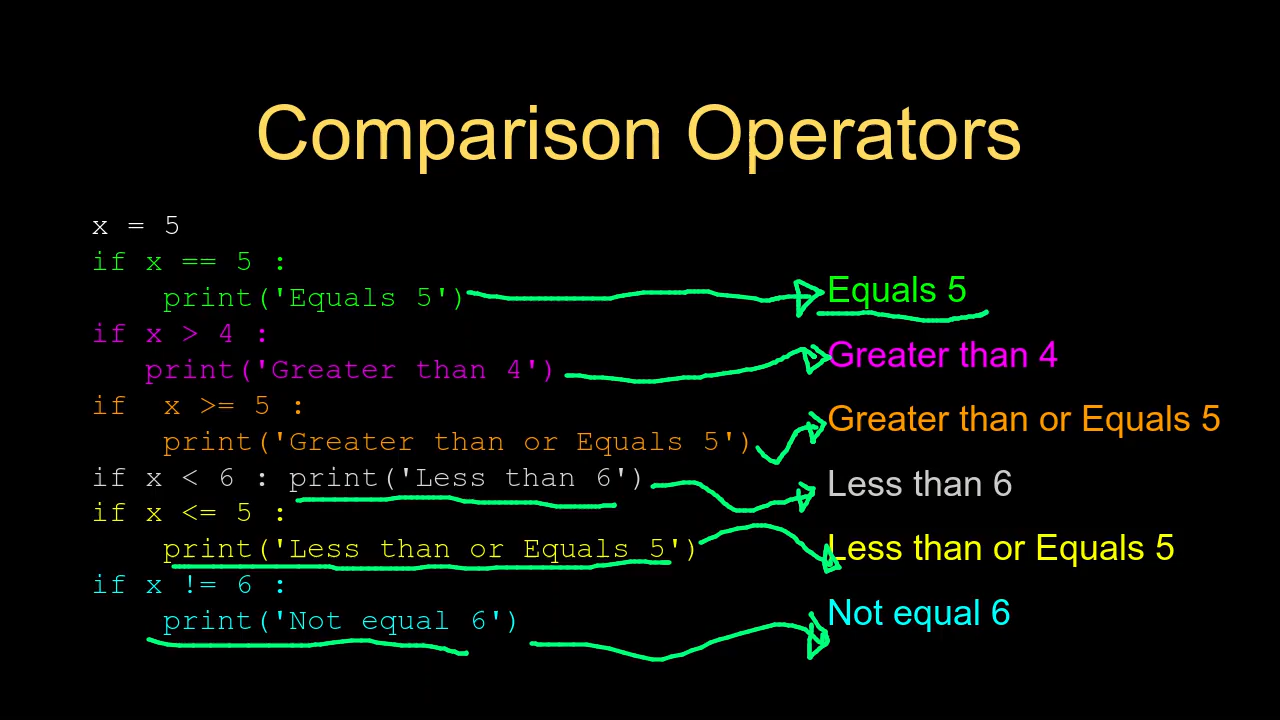 Comparison Operators
x = 5
if x == 5 :
    print('Equals 5')
if x > 4 :
   print('Greater than 4')
if  x >= 5 :
    print('Greater than or Equals 5')
if x < 6 : print('Less than 6')
if x <= 5 :
    print('Less than or Equals 5')
if x != 6 :
    print('Not equal 6')
Equals 5
Greater than 4
Greater than or Equals 5
Less than 6
Less than or Equals 5
Not equal 6